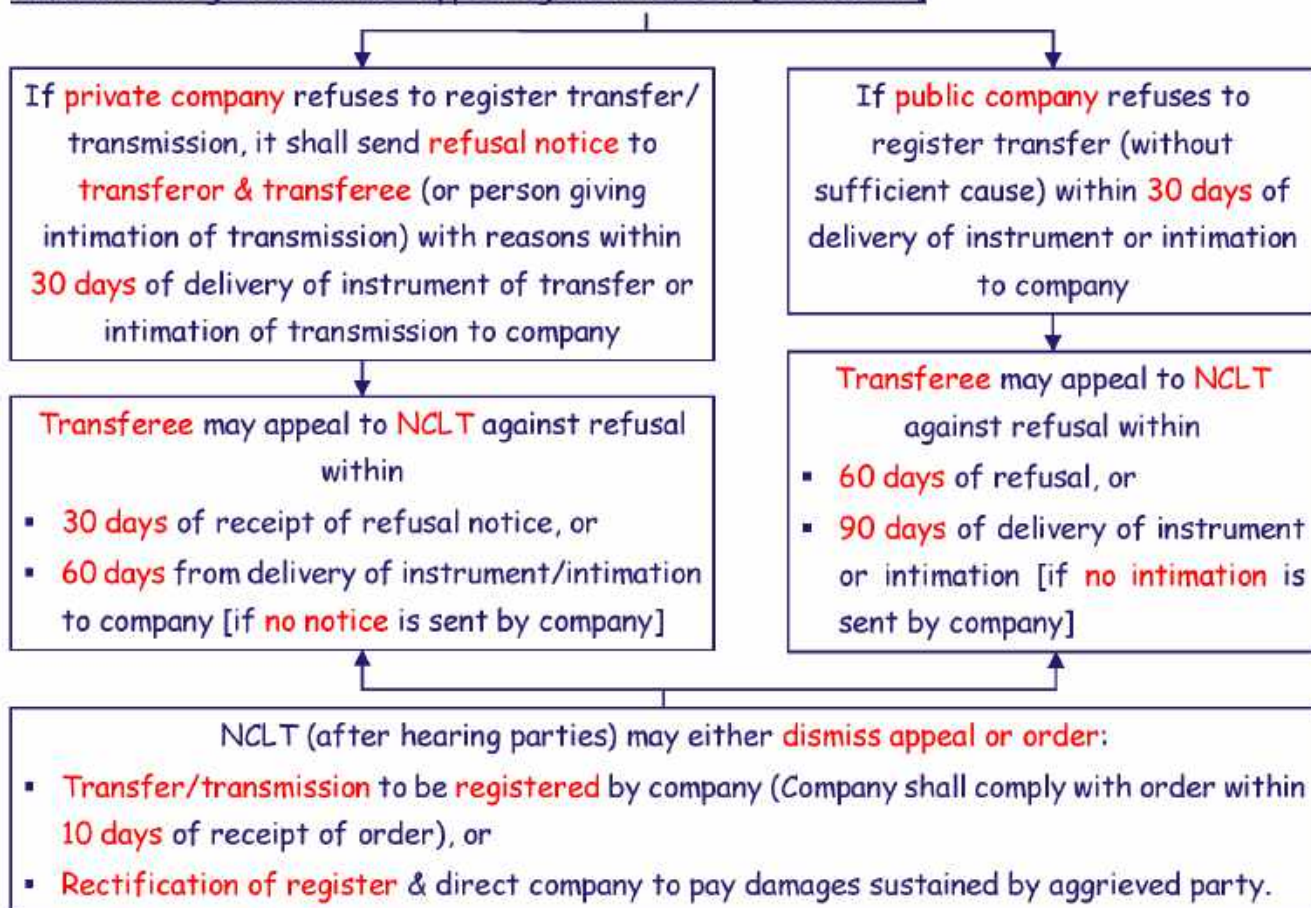 If private company refuses to register transfer/
transmission, it shall send refusal notice to
transferor & transferee (or person giving
intimation of transmission) with reasons within
30 days of delivery of instrument of transfer or
intimation of transmission to company
If public company refuses to
register transfer (without
sufficient cause) within 30 days of
delivery of instrument or intimation
to company
Transferee may appeal to NCLT against refusal
within
▪ 30 days of receipt of refusal notice, or
▪ 60 days from delivery of instrument/intimation
to company [if no notice is sent by company]
Transferee may appeal to NCLT
against refusal within
▪ 60 days of refusal, or
▪ 90 days of delivery of instrument
or intimation [if no intimation is
sent by company]
NCLT (after hearing parties) may either dismiss appeal or order:
▪ Transfer/transmission to be registered by company (Company shall comply with order within
10 days of receipt of order), or
▪ Rectification of register & direct company to pay damages sustained by aggrieved party.